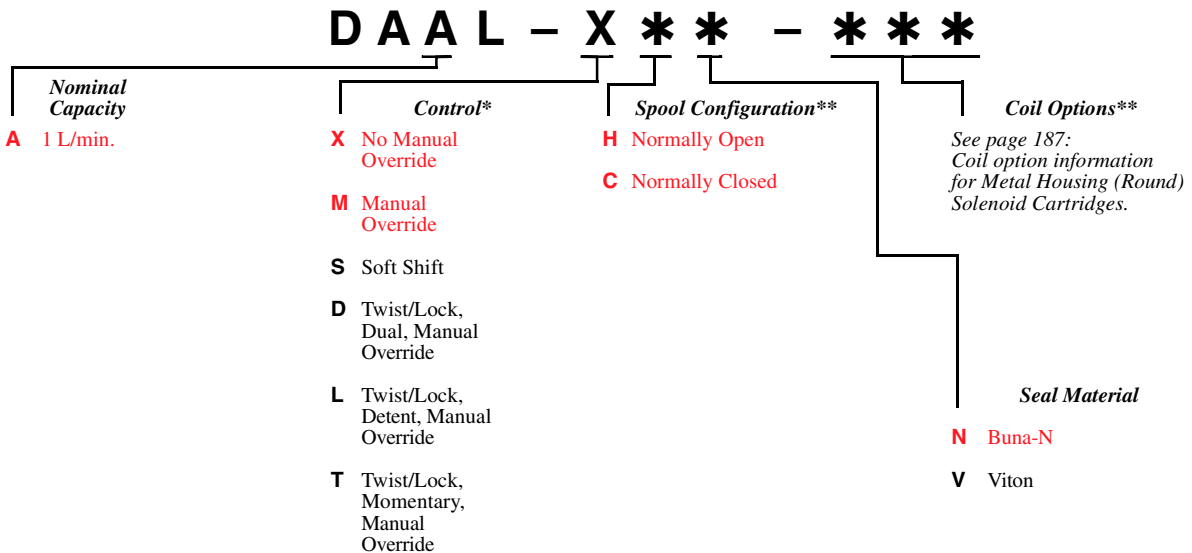 DAAL – X ✱ ✱ – ✱ ✱ ✱
Nominal
Capacity
A 1 L/min.
Control*
X No Manual
Override
M Manual
Override
S Soft Shift
D Twist/Lock,
Dual, Manual
Override
L Twist/Lock,
Detent, Manual
Override
T Twist/Lock,
Momentary,
Manual
Override
Spool Configuration**
H Normally Open
C Normally Closed
Coil Options**
See page 187:
Coil option information
for Metal Housing (Round)
Solenoid Cartridges.
Seal Material
N Buna-N
V Viton